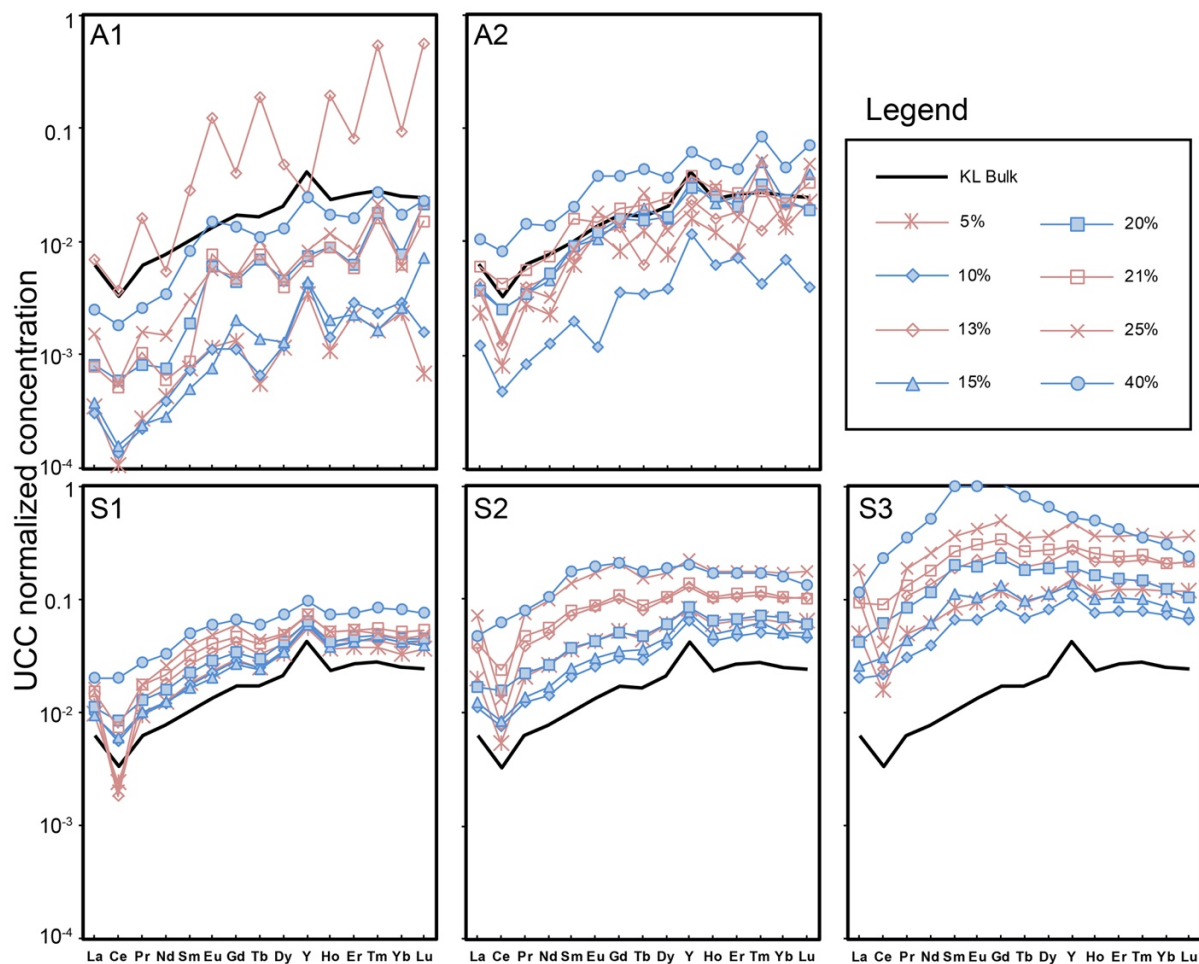 A1
A2
Legend
KL Bulk
5%
20%
10%
21%
13%
25%
15%
40%
UCC normalized concentration
1
0.1
10-2
10-3
10-4
S1
S2
S3
1
0.1
10-2
10-3
10-4
La Ce Pr Nd Sm Eu Gd Tb Dy Y Ho Er Tm Yb Lu
La Ce Pr Nd Sm Eu Gd Tb Dy Y Ho Er Tm Yb Lu
La Ce Pr Nd Sm Eu Gd Tb Dy Y Ho Er Tm Yb Lu